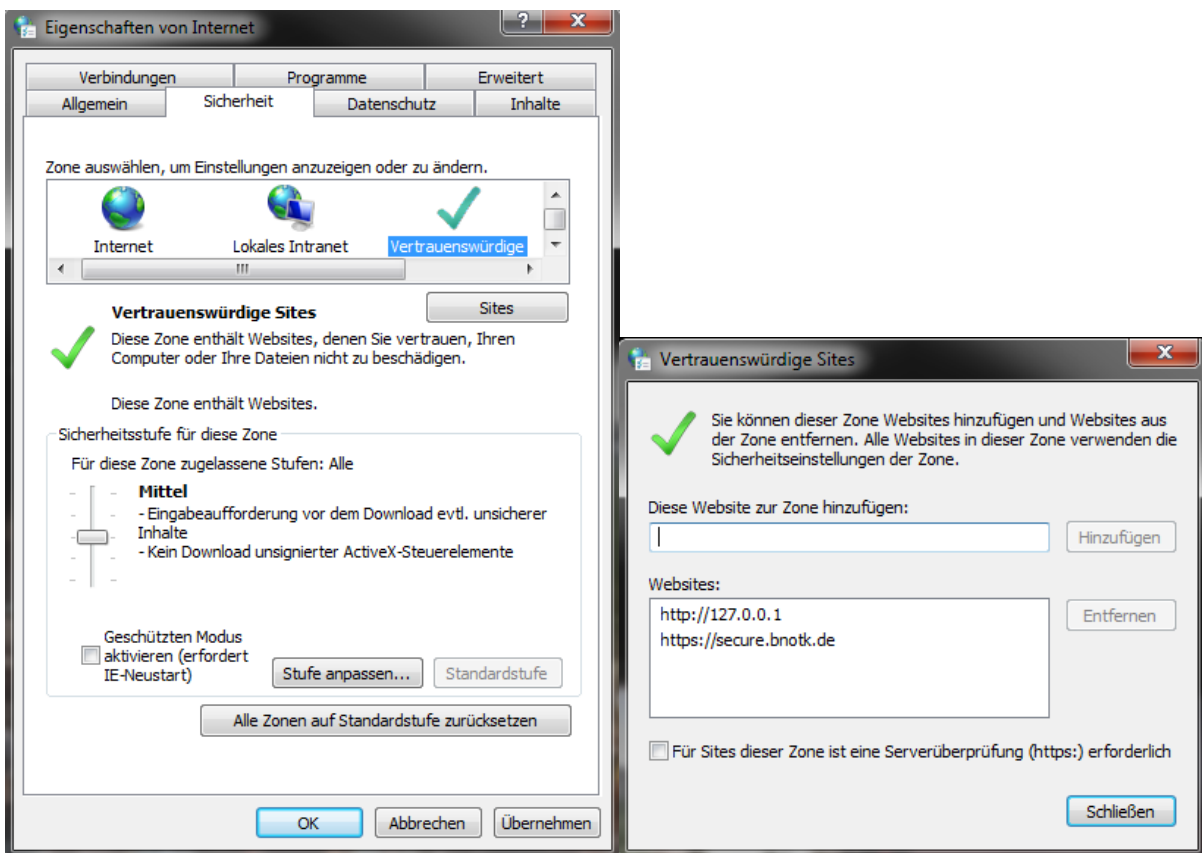 Eigenschaften von Internet
?
X
Verbindungen
Programme
Erweitert
Allgemein
Sicherheit
Datenschutz
Inhalte
Zone auswählen, um Einstellungen anzuzeigen oder zu ändern.
Internet
Lokales Intranet
Vertrauenswürdige
Vertrauenswürdige Sites
Sites
Diese Zone enthält Websites, denen Sie vertrauen, Ihren
Computer oder Ihre Dateien nicht zu beschädigen.
Diese Zone enthält Websites.
Sicherheitsstufe für diese Zone
Für diese Zone zugelassene Stufen: Alle
Mittel
- Eingabeaufforderung vor dem Download evtl. unsicherer
Inhalte
- Kein Download unsignierter ActiveX-Steuerelemente
Geschützten Modus
aktivieren (erfordert
IE-Neustart)
Stufe anpassen...
Standardstufe
Alle Zonen auf Standardstufe zurücksetzen
OK
Abbrechen
Übernehmen
Vertrauenswürdige Sites
X
Sie können dieser Zone Websites hinzufügen und Websites aus
der Zone entfernen. Alle Websites in dieser Zone verwenden die
Sicherheitseinstellungen der Zone.
Diese Website zur Zone hinzufügen:
Hinzufügen
Websites:
http://127.0.0.1
https://secure.bnotk.de
Entfernen
Für Sites dieser Zone ist eine Serverüberprüfung (https:) erforderlich
Schließen